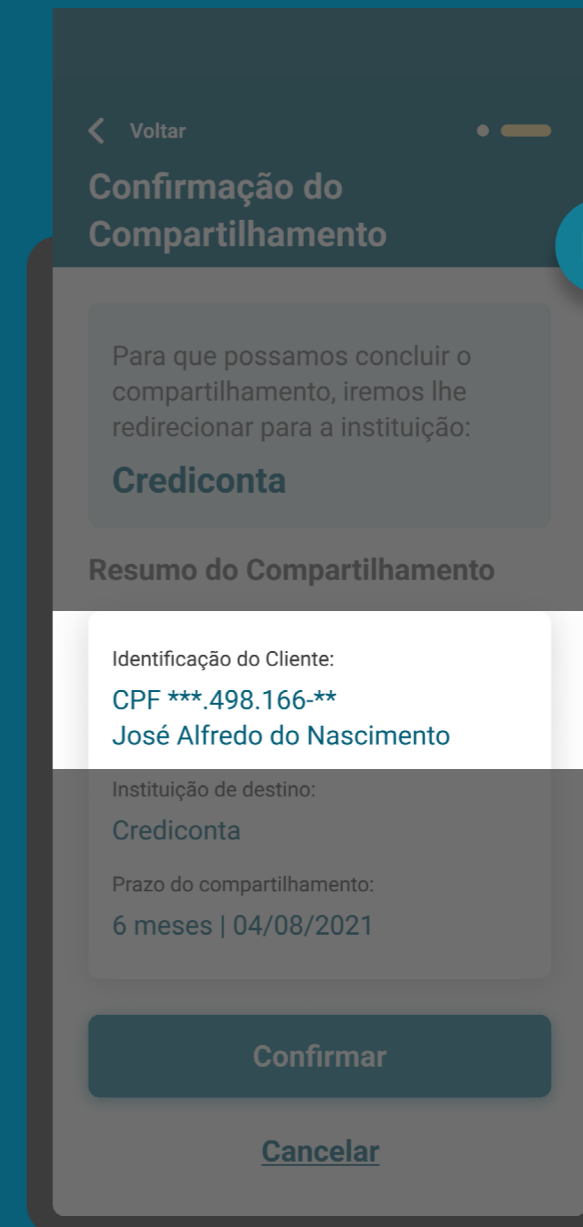 Voltar
Confirmação do
Compartilhamento
Para que possamos concluir o
compartilhamento, iremos lhe
redirecionar para a instituição:
Crediconta
Resumo do Compartilhamento
Identificação do Cliente:
CPF ***.498.166-**
José Alfredo do Nascimento
Instituição de destino:
Crediconta
Prazo do compartilhamento:
6 meses | 04/08/2021
Confirmar
Cancelar